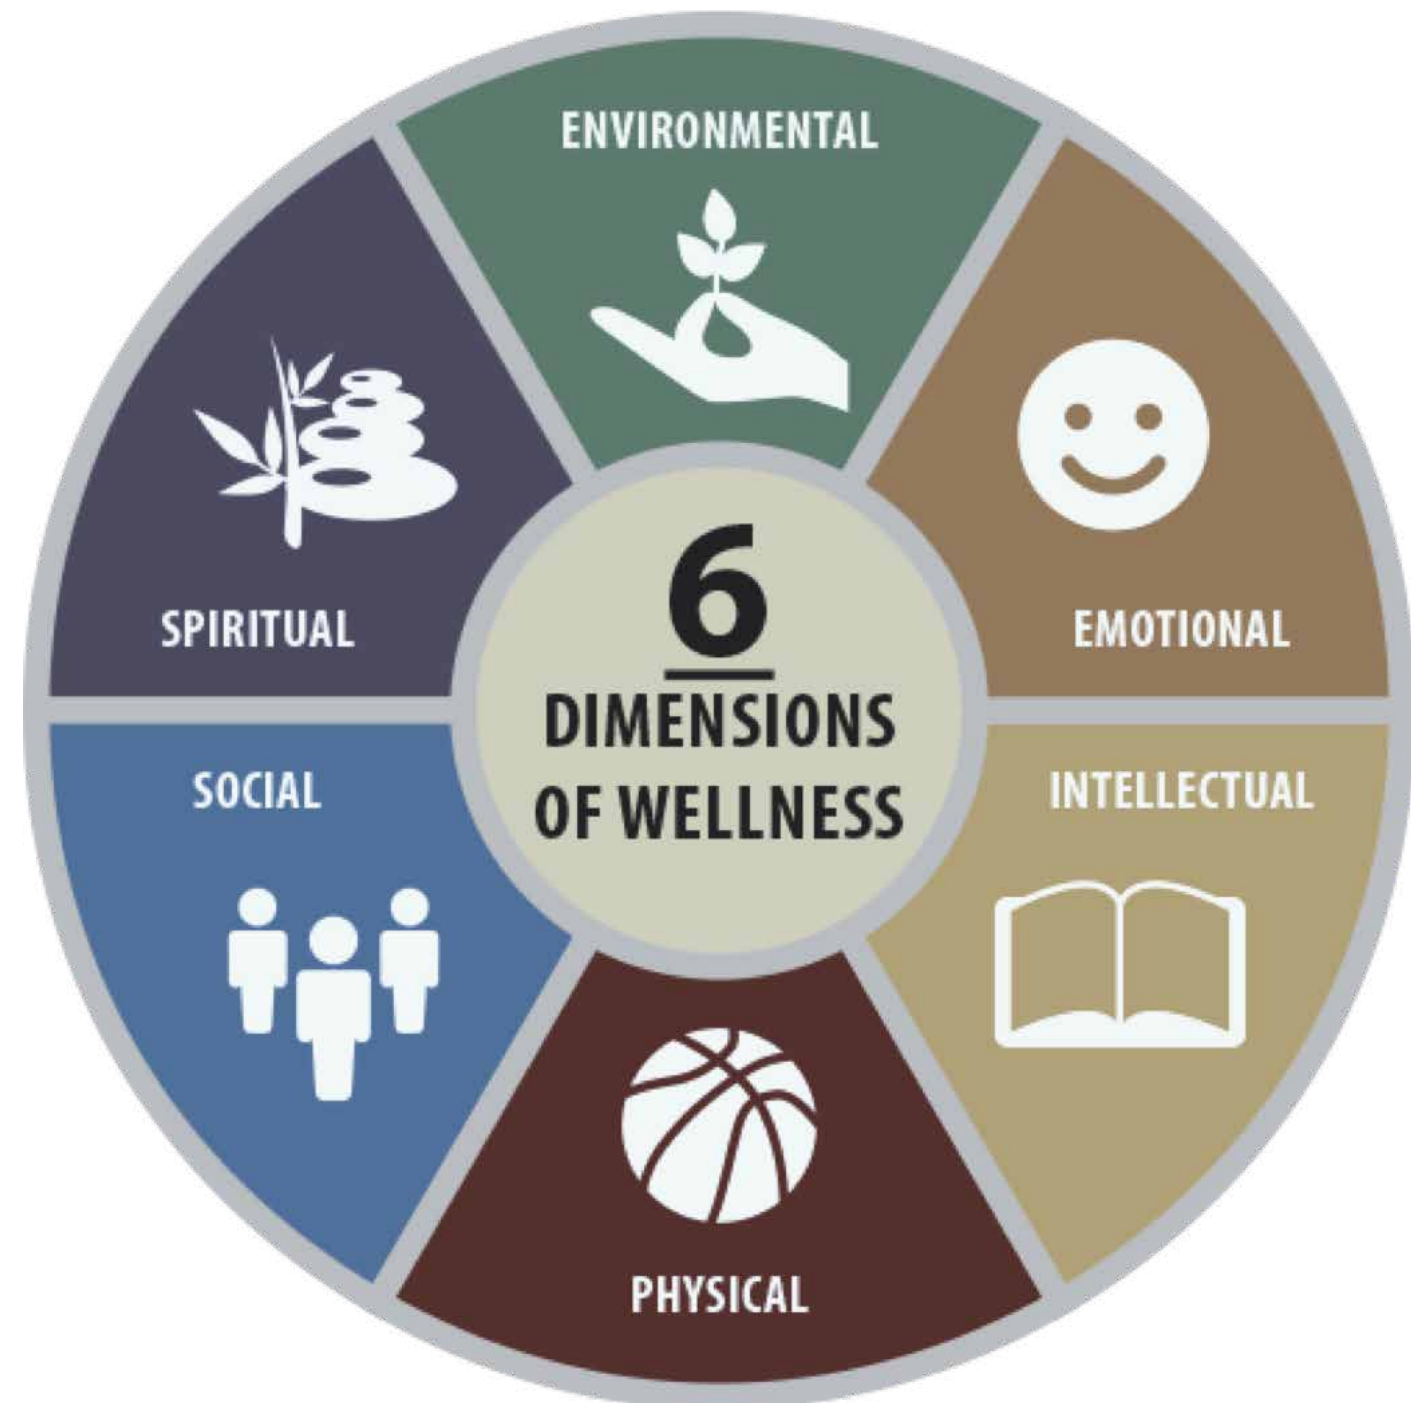 ENVIRONMENTAL
EMOTIONAL
INTELLECTUAL
PHYSICAL
SOCIAL
SPIRITUAL
6
DIMENSIONS
OF WELLNESS